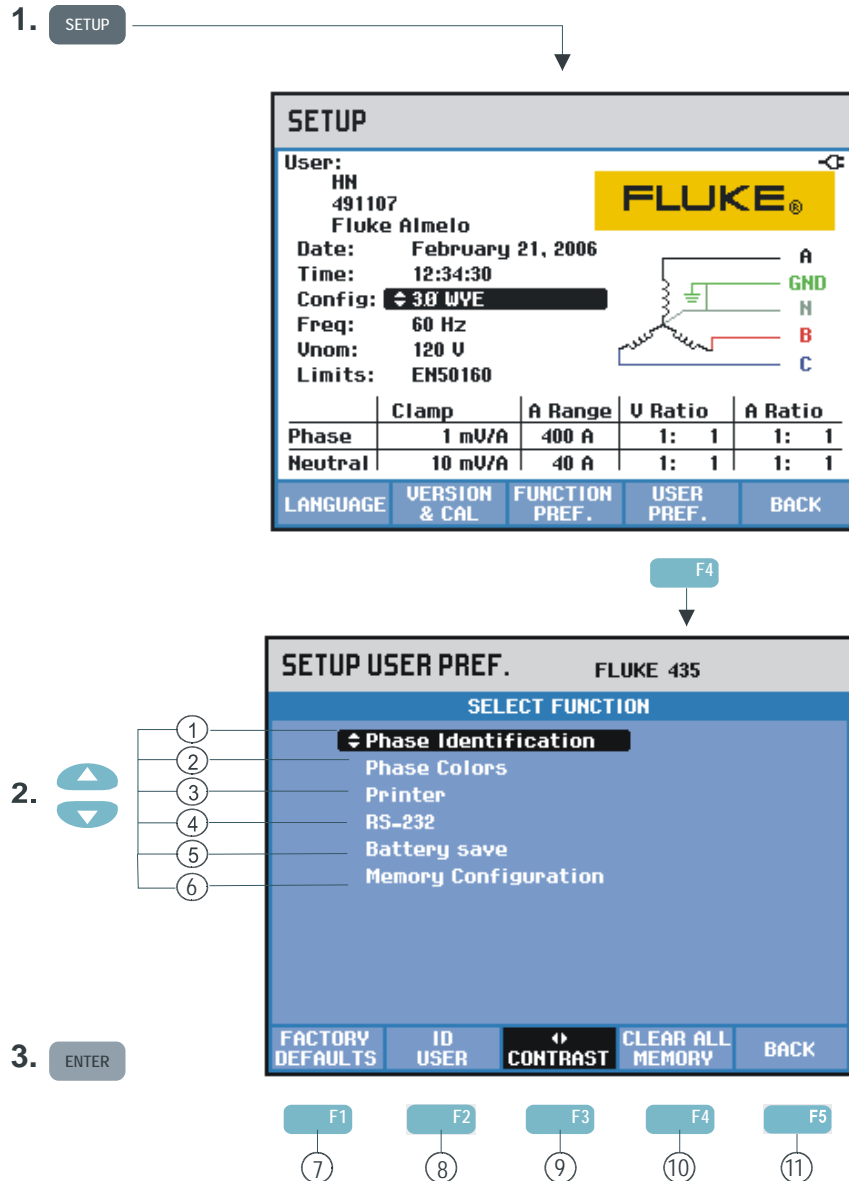 1. SETUP
SETUP
User:
HN
491107
Fluke Almelo
FLUKE®
Date: February 21, 2006
Time: 12:34:30
Config: 3Ø WYE
Freq: 60 Hz
Vnom: 120 V
Limits: EN50160
A
GND
N
B
C
Clamp A Range V Ratio A Ratio
Phase 1 mV/A 400 A 1: 1 1: 1
Neutral 10 mV/A 40 A 1: 1 1: 1
LANGUAGE VERSION & CAL FUNCTION PREF. USER PREF. BACK
F4
SETUP USER PREF. FLUKE 435
SELECT FUNCTION
1 Phase Identification
2 Phase Colors
2.
3 Printer
4 RS-232
5 Battery save
6 Memory Configuration
3. ENTER
FACTORY DEFAULTS ID USER CONTRAST CLEAR ALL MEMORY BACK
F1 F2 F3 F4 F5
7 8 9 10 11